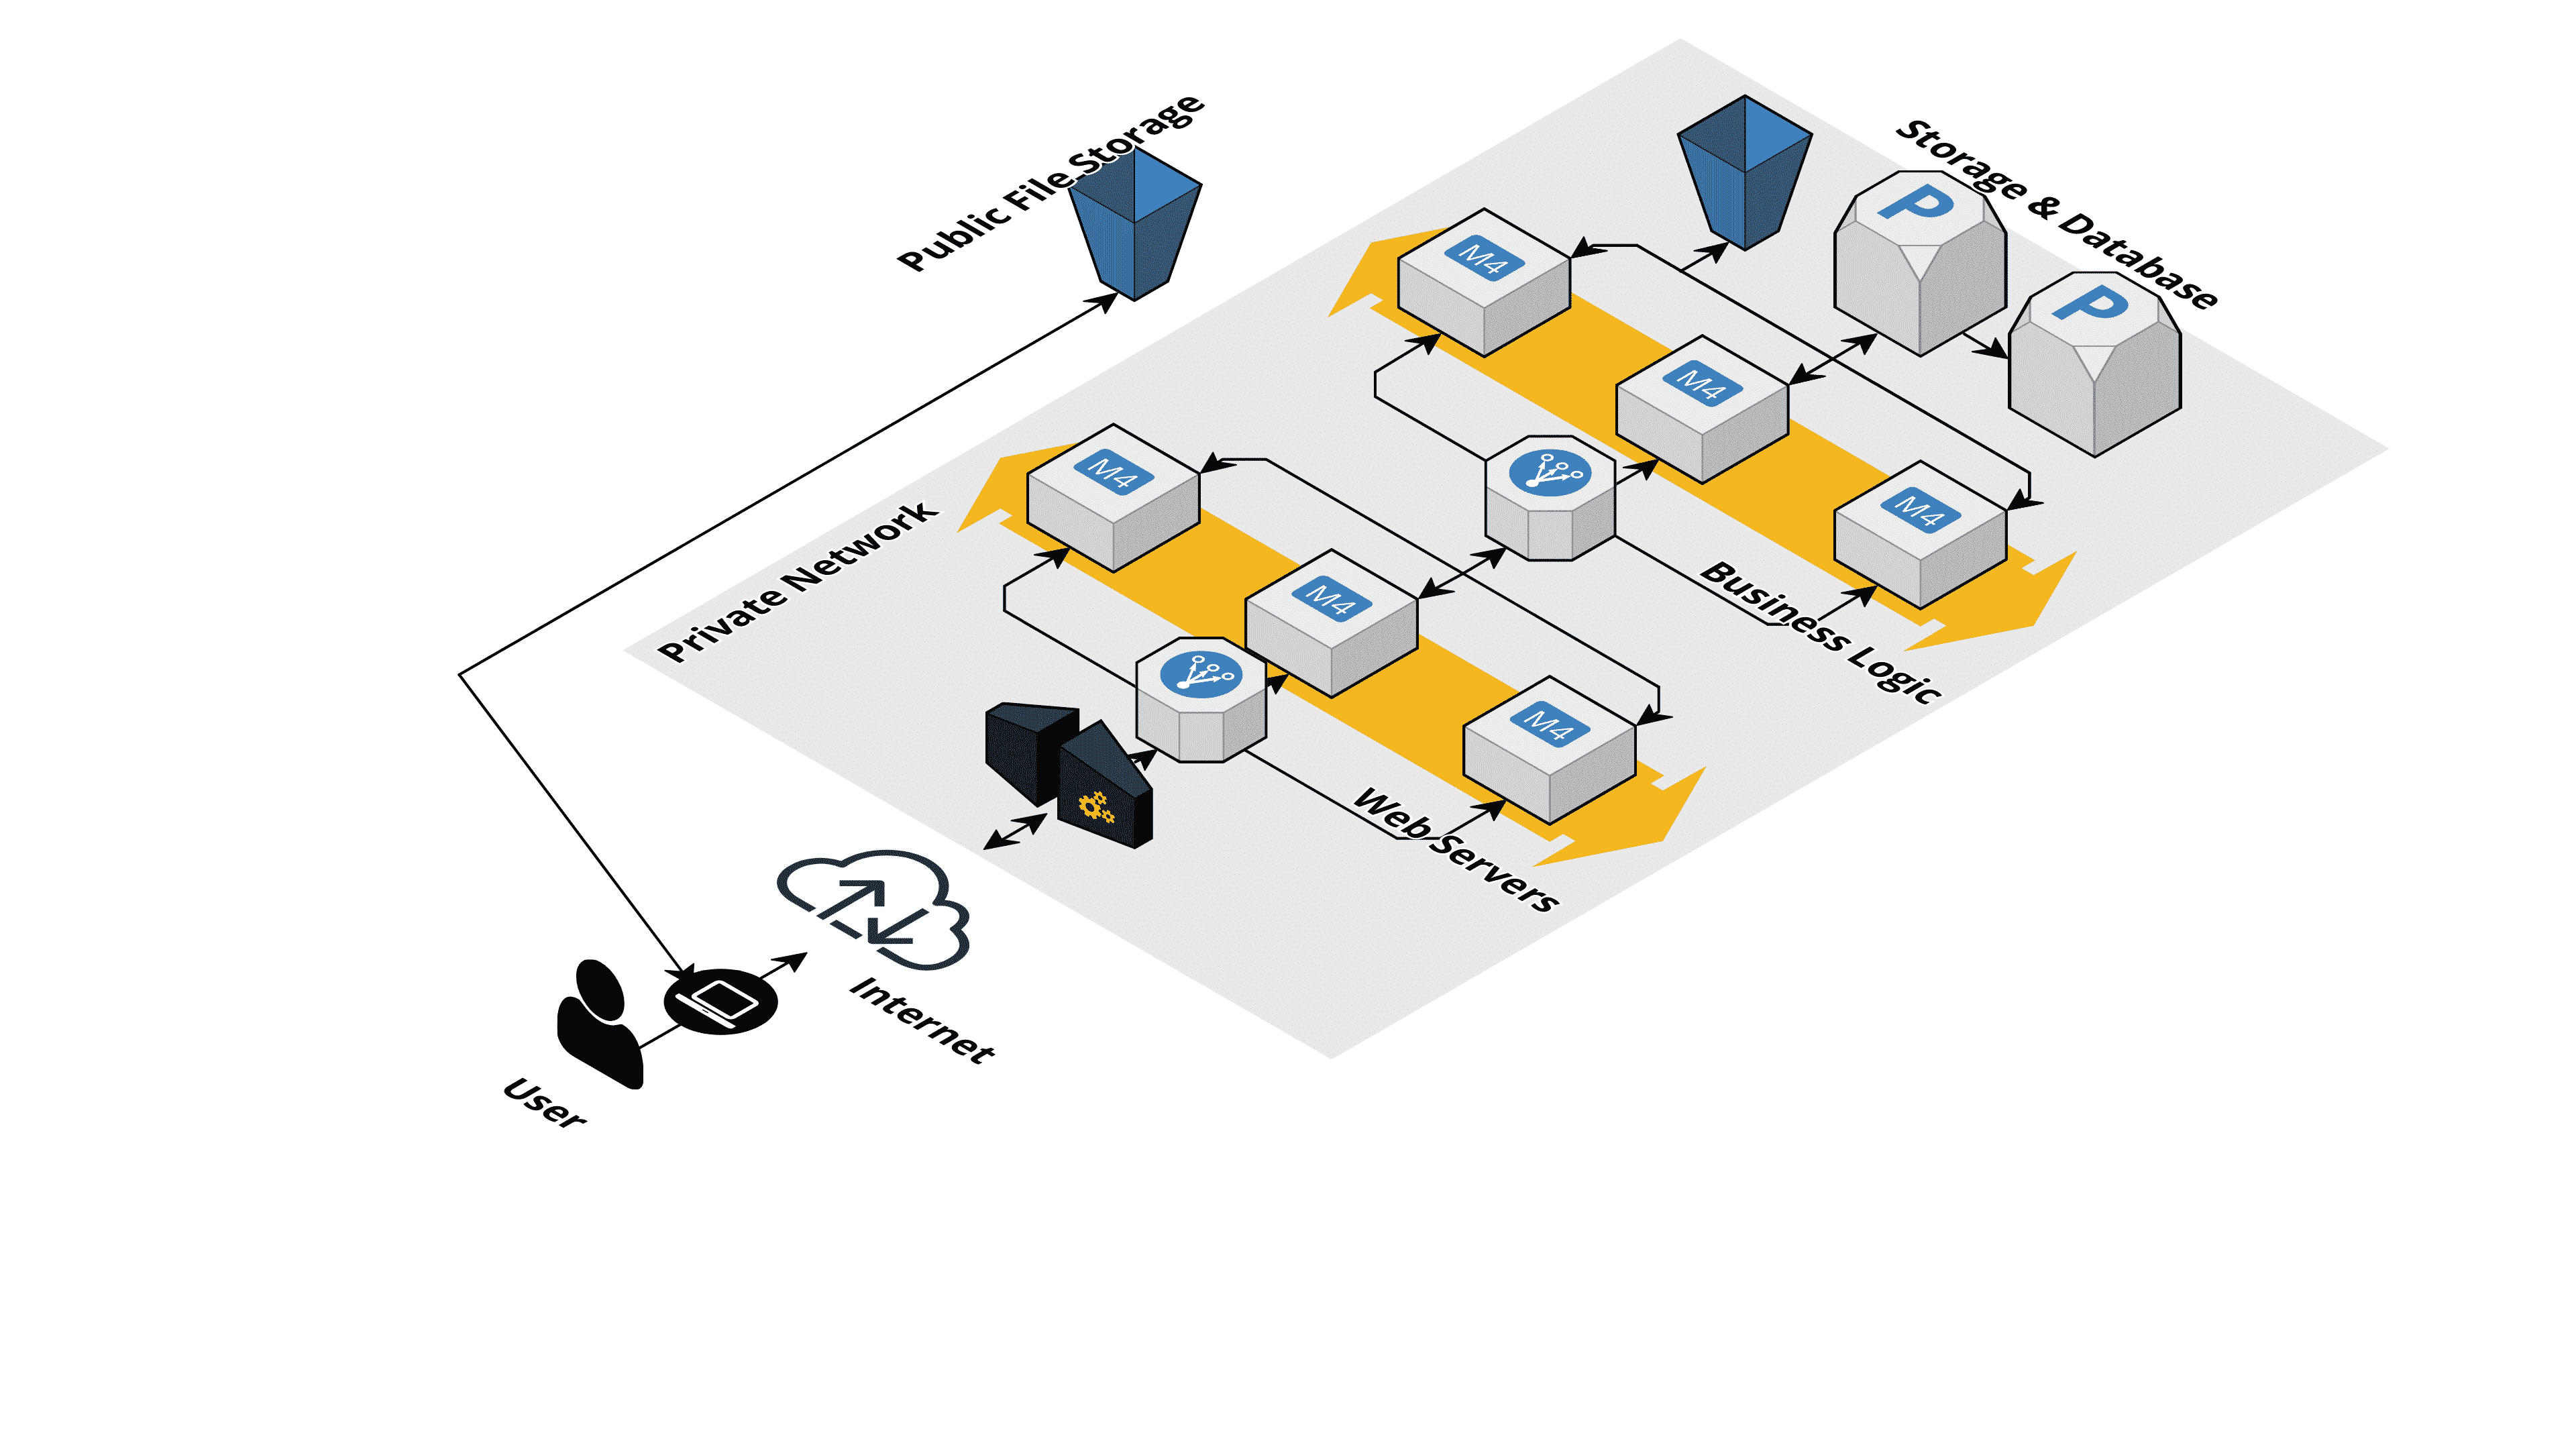 Public File Storage
Storage & Database
P
P
M4
M4
M4
Business Logic
Private Network
M4
M4
M4
Web Servers
Internet
User